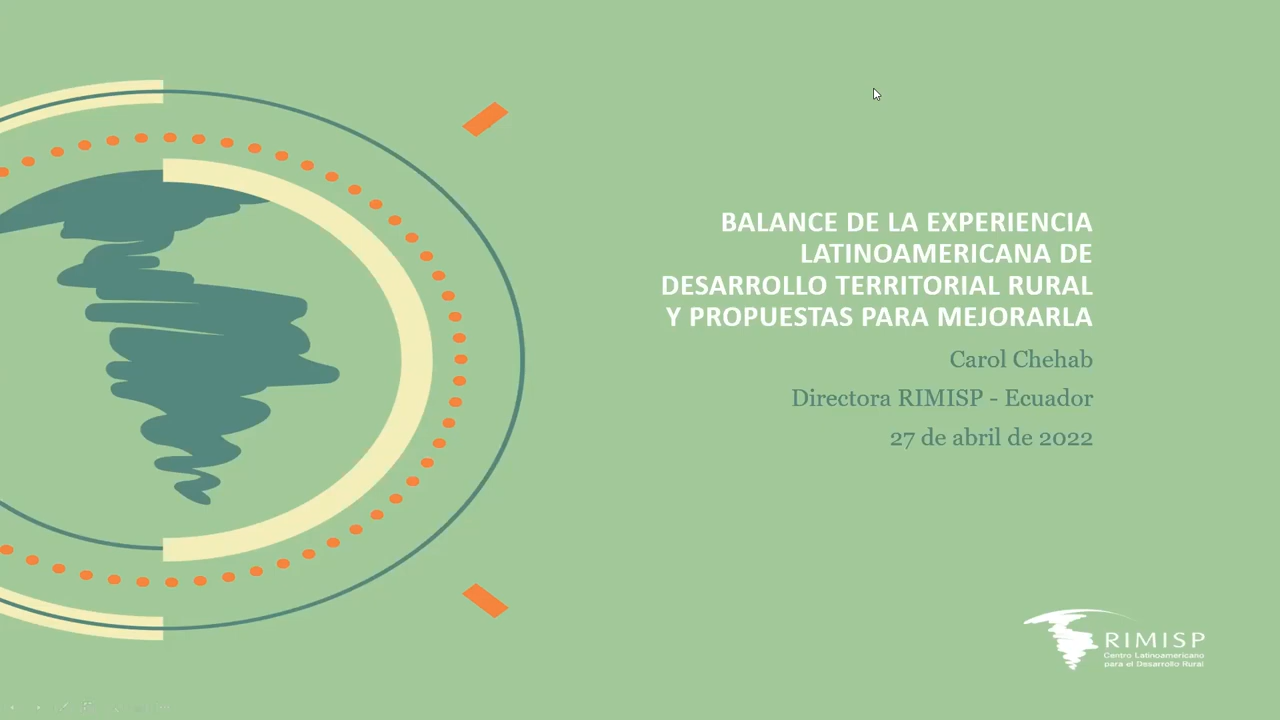 BALANCE DE LA EXPERIENCIA
LATINOAMERICANA DE
DESARROLLO TERRITORIAL RURAL
Y PROPUESTAS PARA MEJORARLA
Carol Chehab
Directora RIMISP - Ecuador
27 de abril de 2022
RIMISP
Centro Latinoamericano
para el Desarrollo Rural